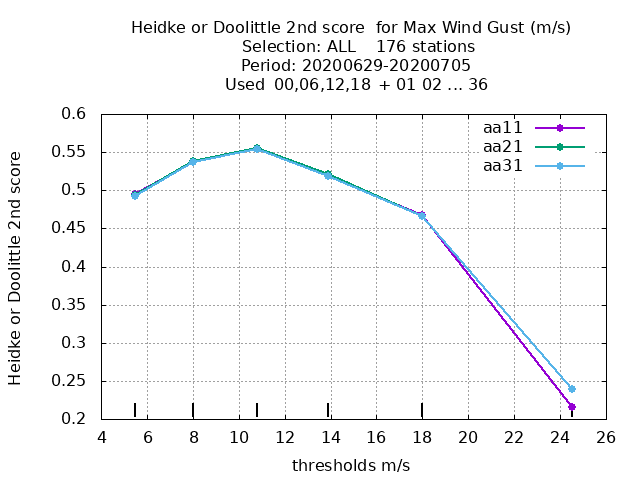 Heidke or Doolittle 2nd score  for Max Wind Gust (m/s)
Selection: ALL    176 stations
Period: 20200629-20200705
Used  00,06,12,18 + 01 02 ... 36
Heidke or Doolittle 2nd score
0.6
0.55
0.5
0.45
0.4
0.35
0.3
0.25
0.2
aa11
aa21
aa31
4 6 8 10 12 14 16 18 20 22 24 26
thresholds m/s